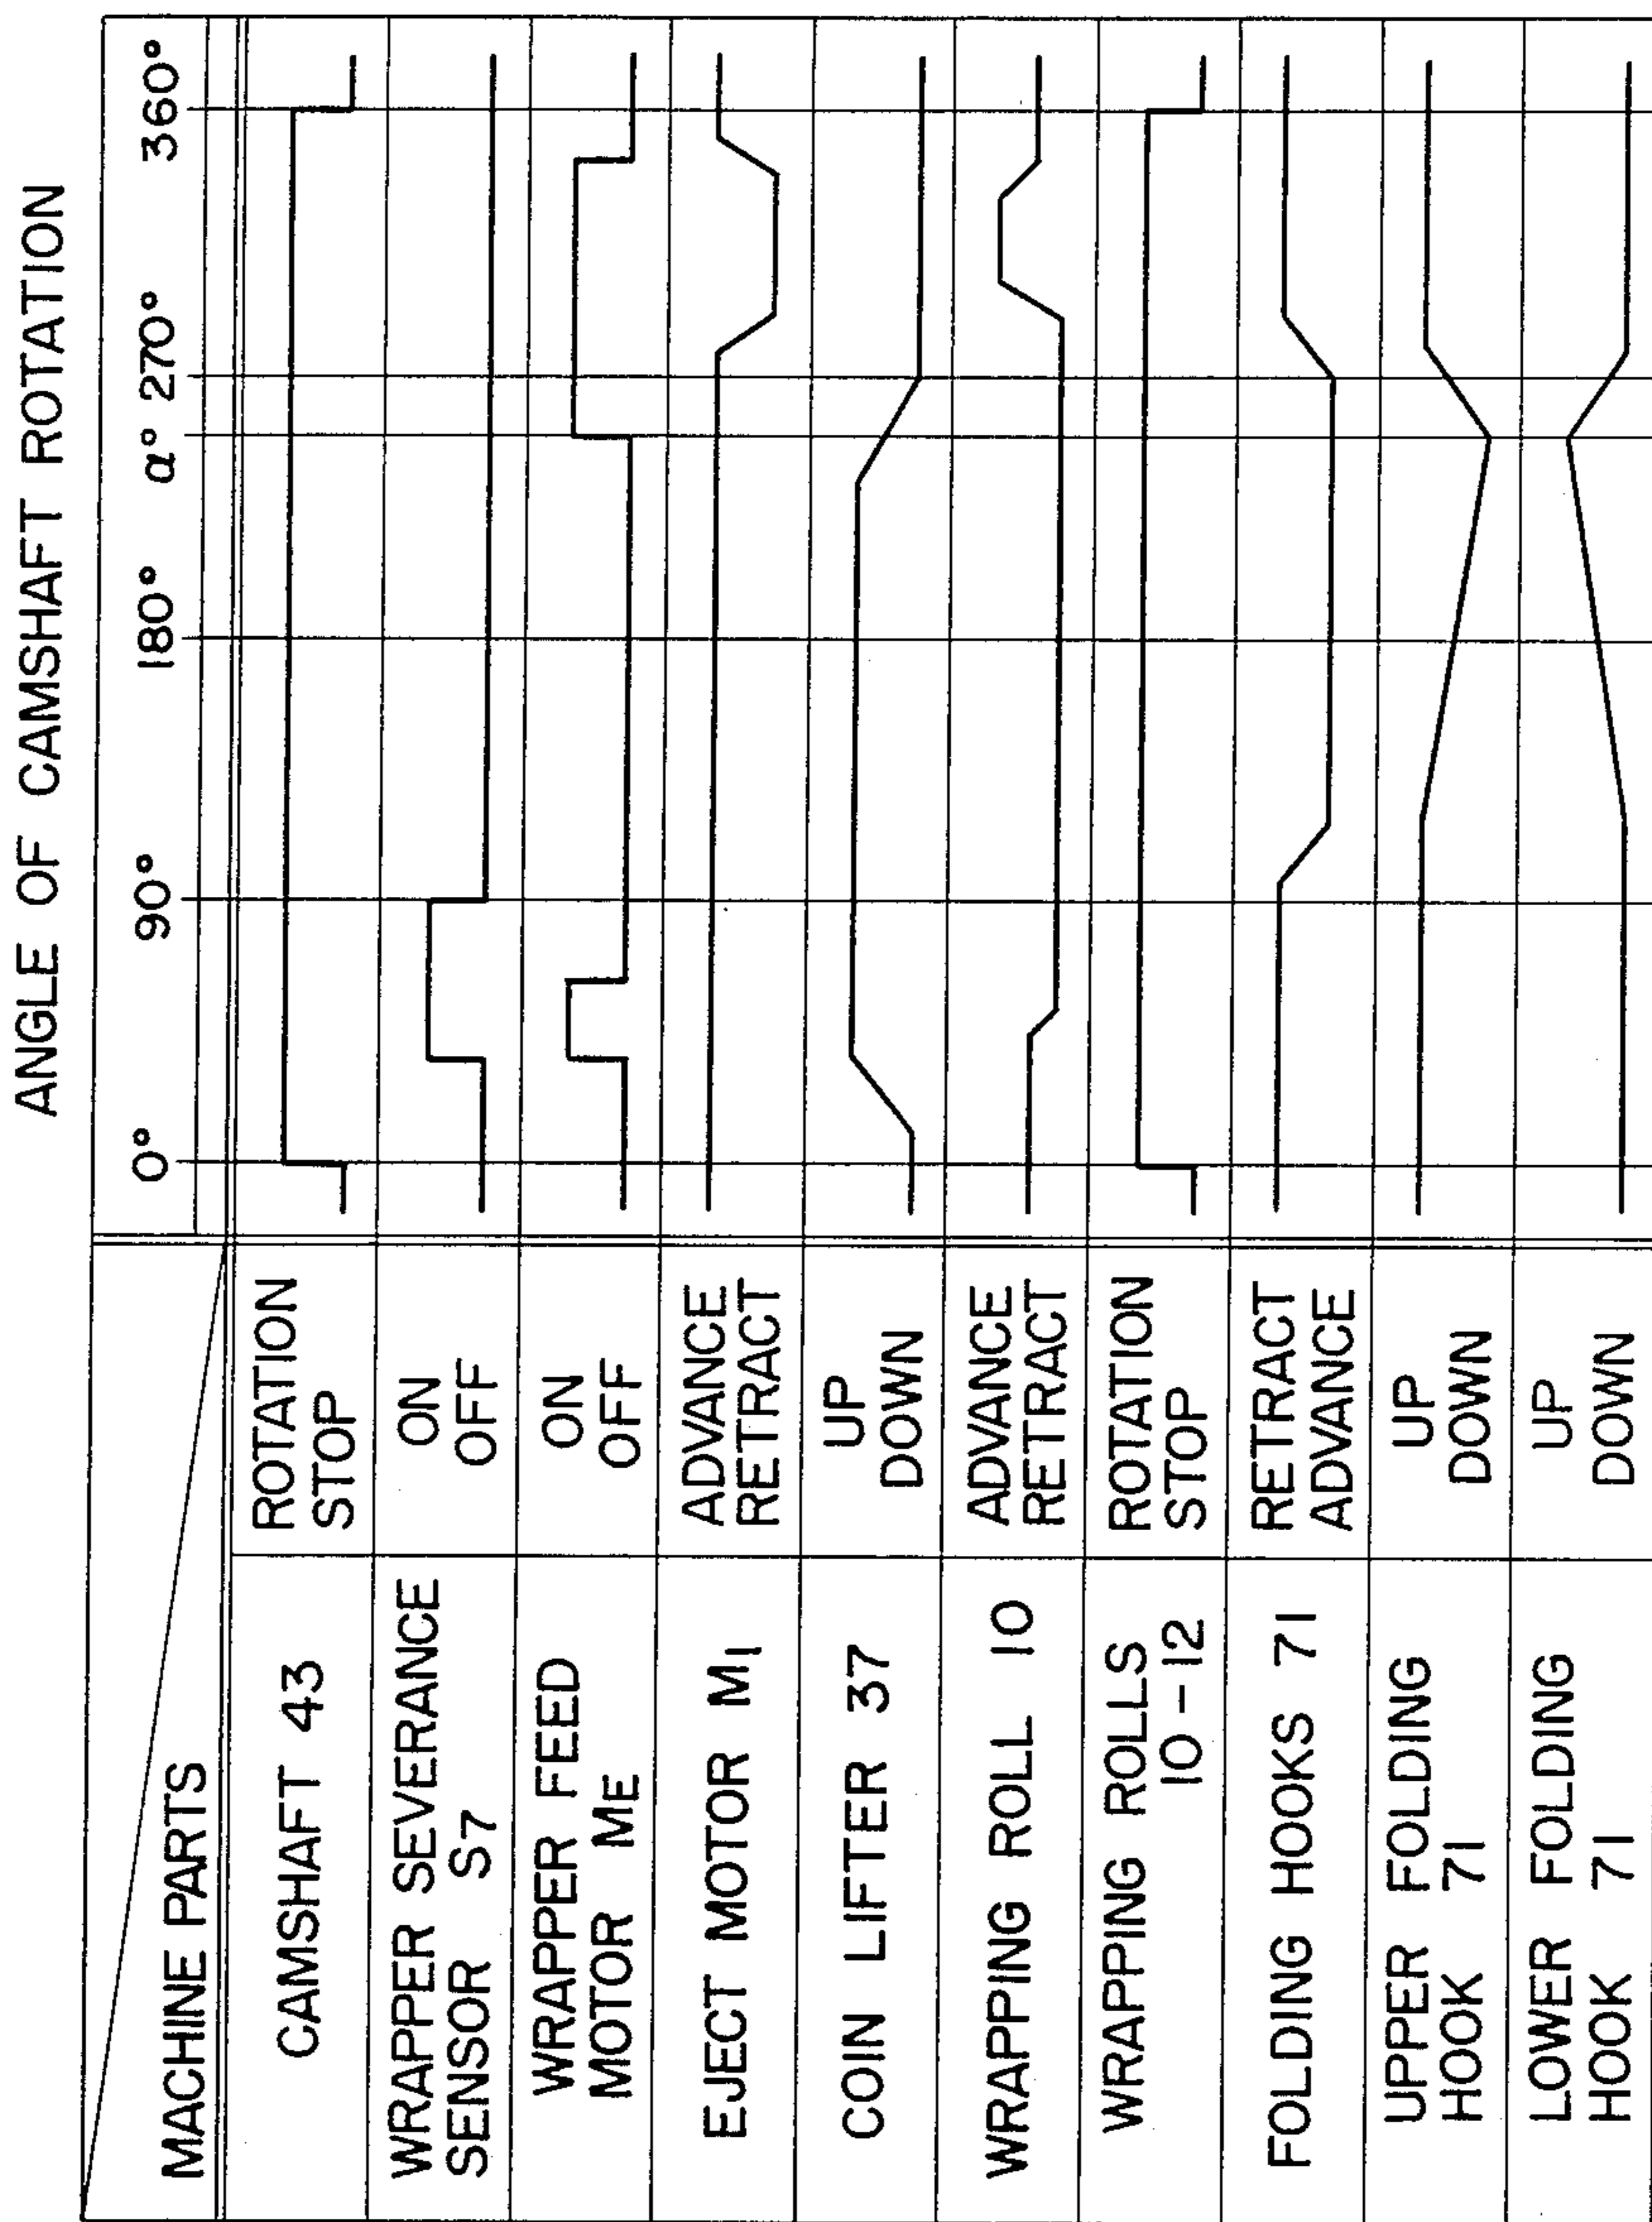 ANGLE OF CAMSHAFT ROTATION
MACHINE PARTS
0° 90° 180° α° 270° 360°
CAMSHAFT 43
ROTATION
STOP
WRAPPER SEVERANCE
SENSOR S7
ON
OFF
WRAPPER FEED
MOTOR ME
ON
OFF
EJECT MOTOR M1
ADVANCE
RETRACT
COIN LIFTER 37
UP
DOWN
WRAPPING ROLL 10
ADVANCE
RETRACT
WRAPPING ROLLS
10-12
ROTATION
STOP
FOLDING HOOKS 71
RETRACT
ADVANCE
UPPER FOLDING
HOOK 71
UP
DOWN
LOWER FOLDING
HOOK 71
UP
DOWN